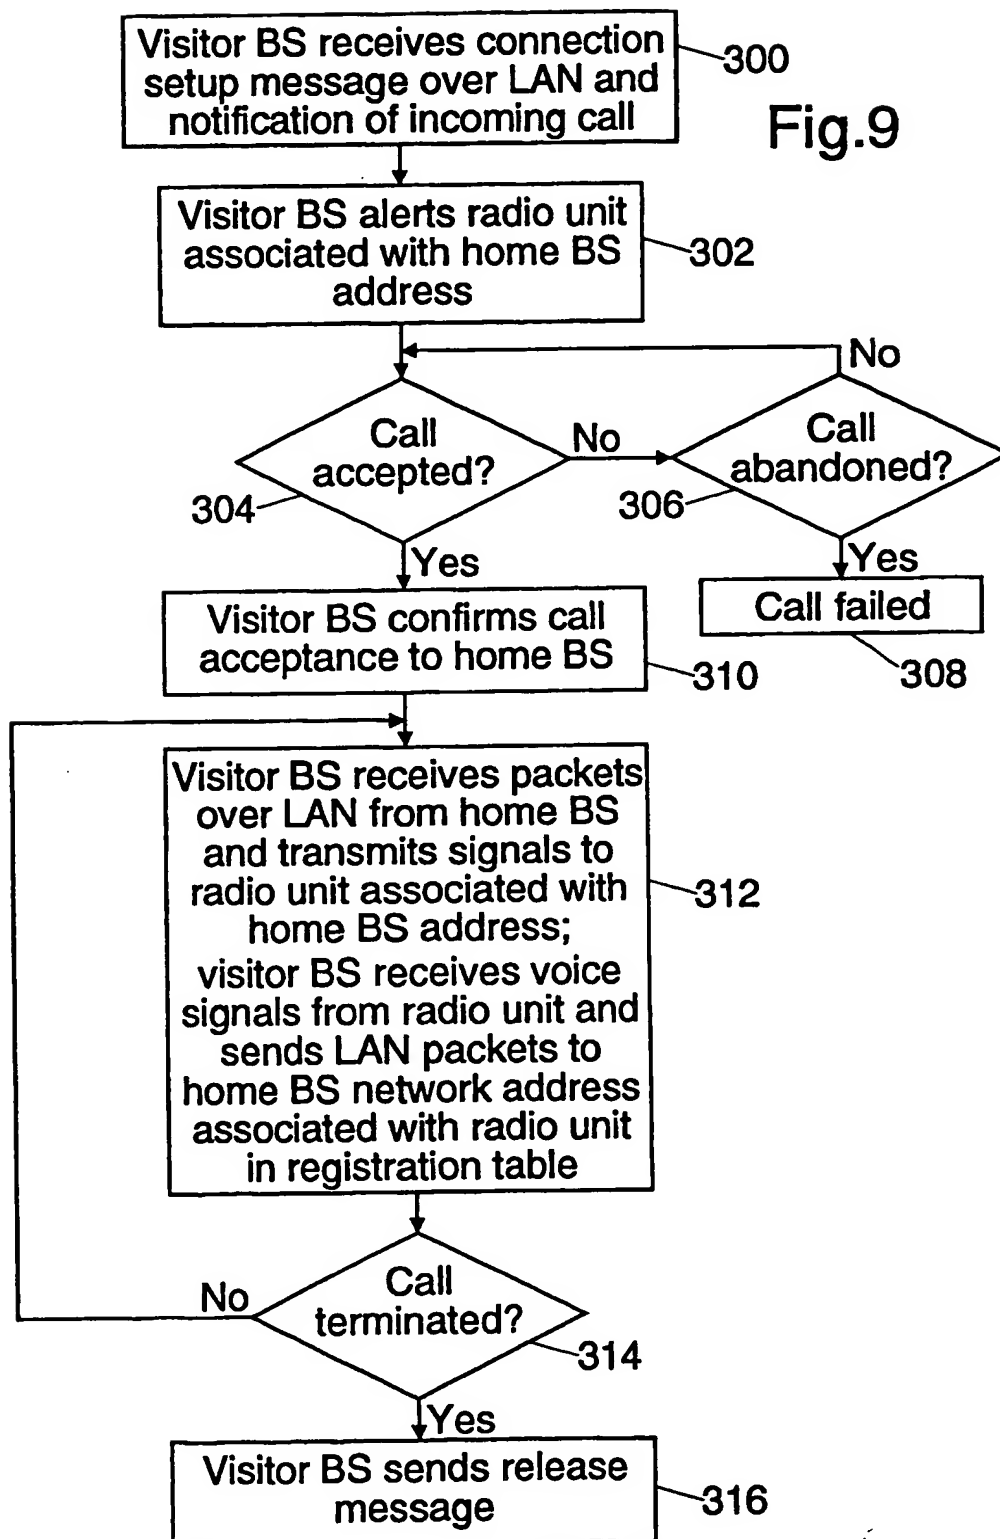 Visitor BS receives connection
setup message over LAN and
notification of incoming call
300
Fig.9
Visitor BS alerts radio unit
associated with home BS
address
302
Call
accepted?
304
No
Call
abandoned?
306
No
Yes
Yes
Call failed
308
Visitor BS confirms call
acceptance to home BS
310
Visitor BS receives packets
over LAN from home BS
and transmits signals to
radio unit associated with
home BS address;
visitor BS receives voice
signals from radio unit and
sends LAN packets to
home BS network address
associated with radio unit
in registration table
312
Call
terminated?
314
No
Yes
Visitor BS sends release
message
316